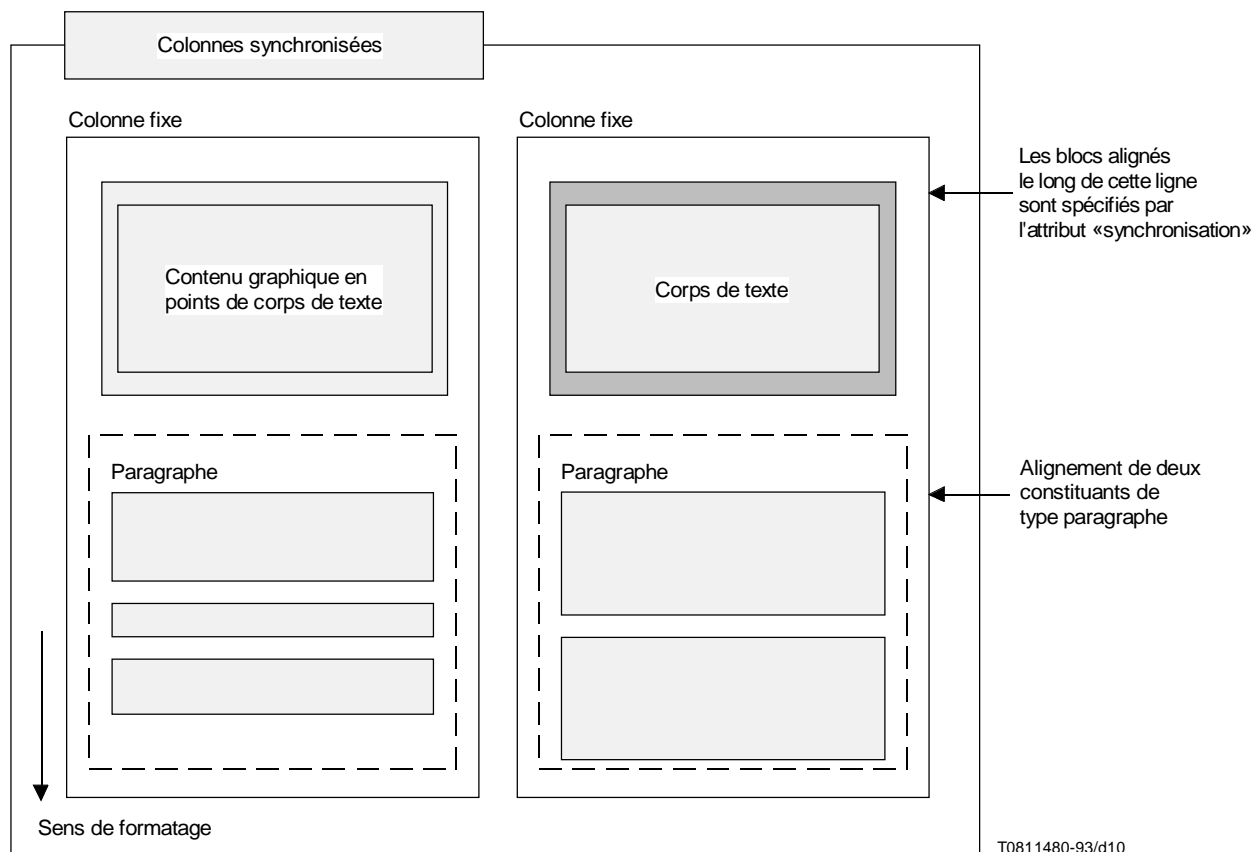 Colonnes synchronisées
Colonne fixe
Colonne fixe
Les blocs alignés
le long de cette ligne
sont spécifiés par
l'attribut «synchronisation»
Contenu graphique en
points de corps de texte
Corps de texte
Paragraphe
Paragraphe
Alignement de deux
constituants de
type paragraphe
Sens de formatage
T0811480-93/d10